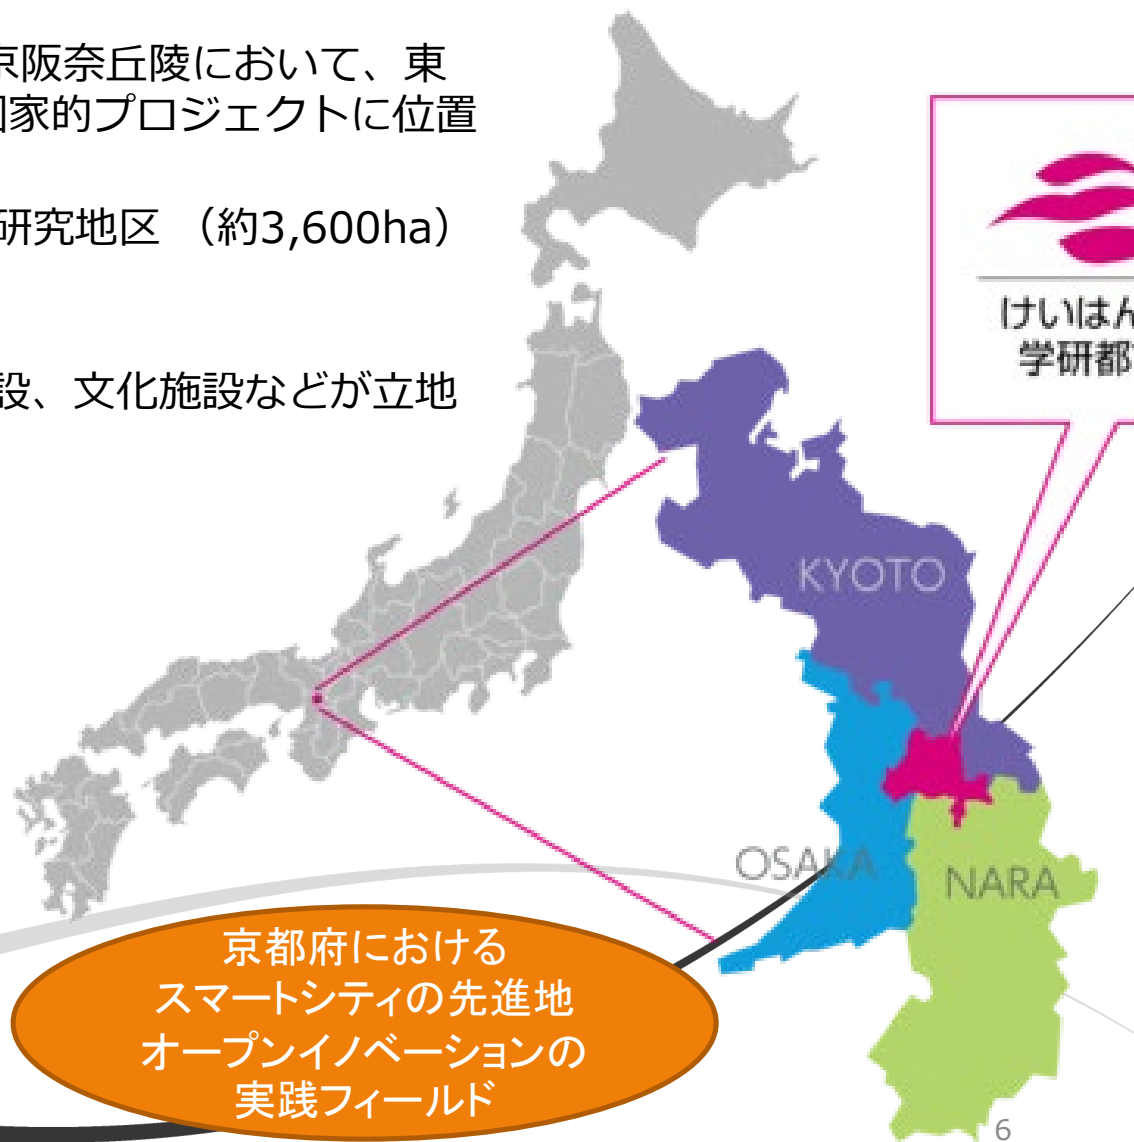 京阪奈丘陵において、東
国家的プロジェクトに位置
研究地区 （約3,600ha）
設、文化施設などが立地
けいはん
学研都
KYOTO
OSAKA
NARA
京都府における
スマートシティの先進地
オープンイノベーションの
実践フィールド
6